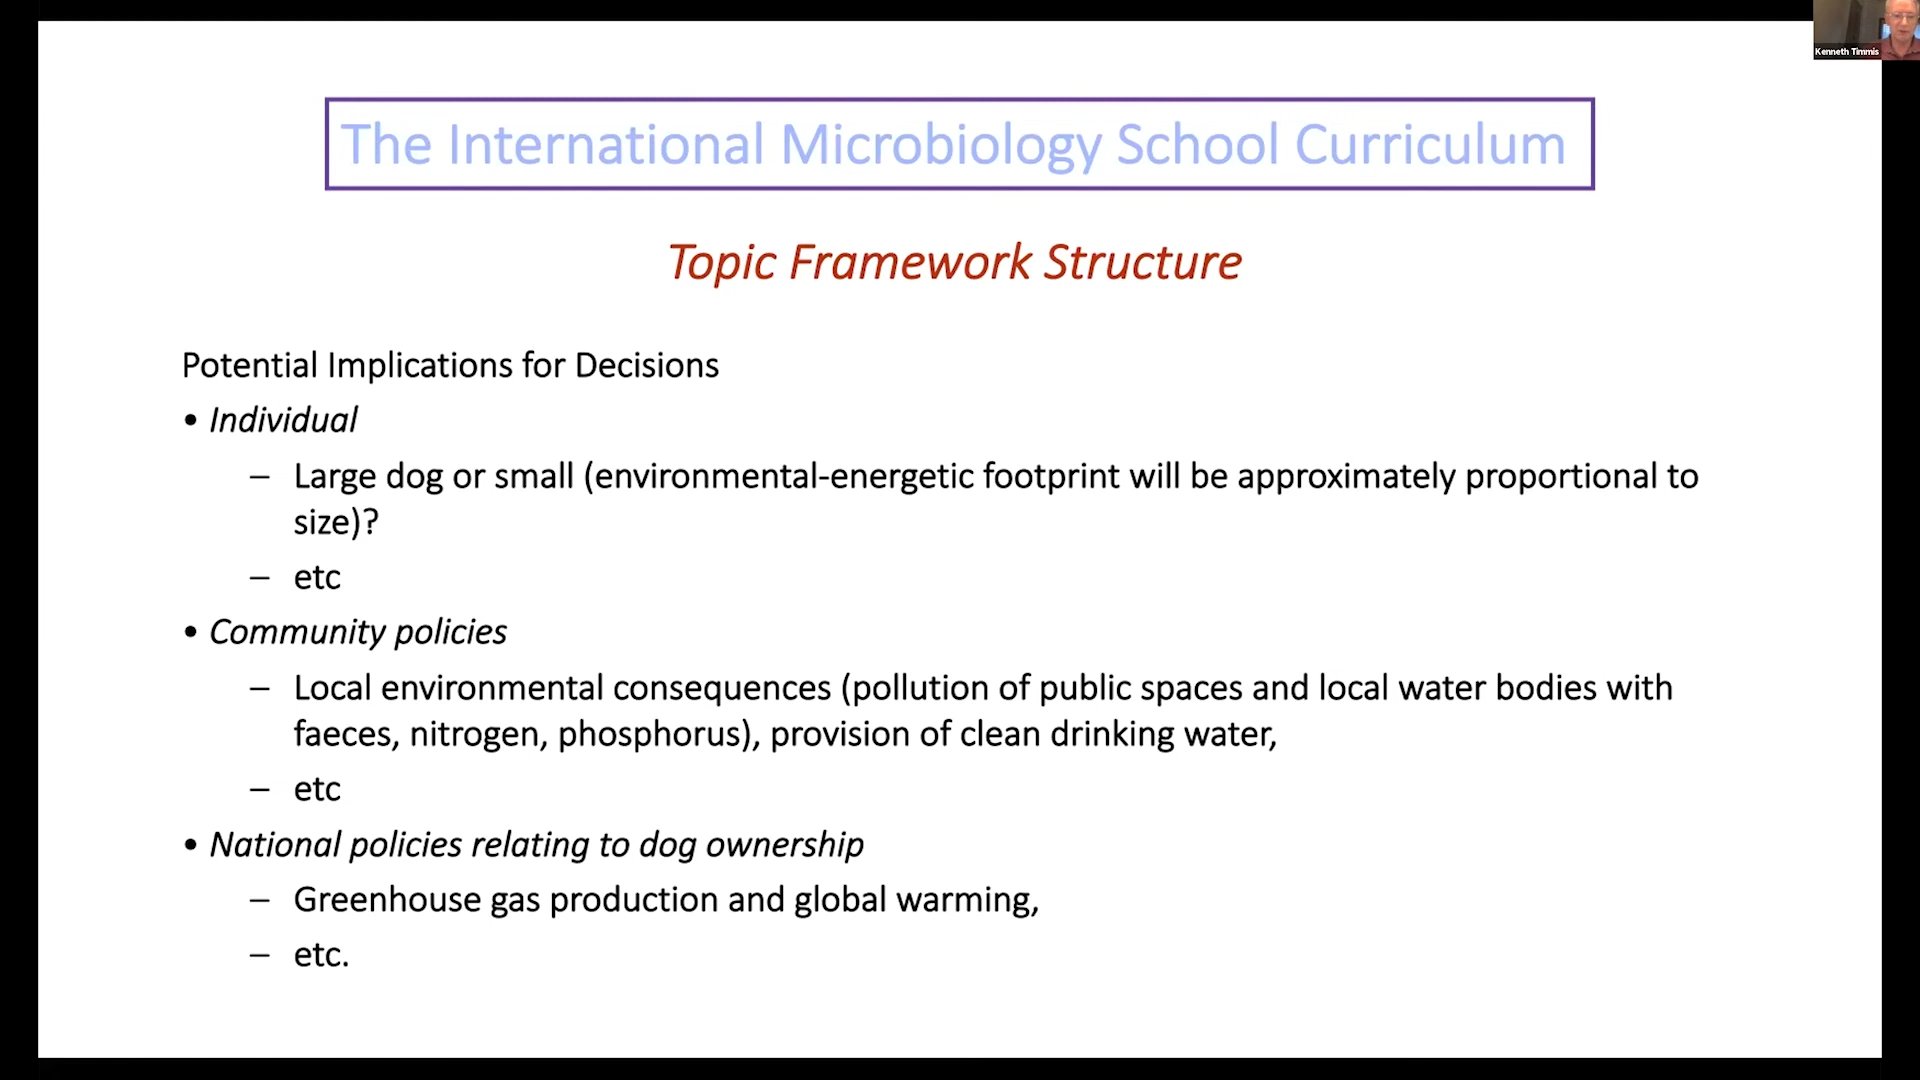 Kenneth Timmis
The International Microbiology School Curriculum
Topic Framework Structure
Potential Implications for Decisions
• Individual
– Large dog or small (environmental-energetic footprint will be approximately proportional to
size)?
– etc
• Community policies
– Local environmental consequences (pollution of public spaces and local water bodies with
faeces, nitrogen, phosphorus), provision of clean drinking water,
– etc
• National policies relating to dog ownership
– Greenhouse gas production and global warming,
– etc.